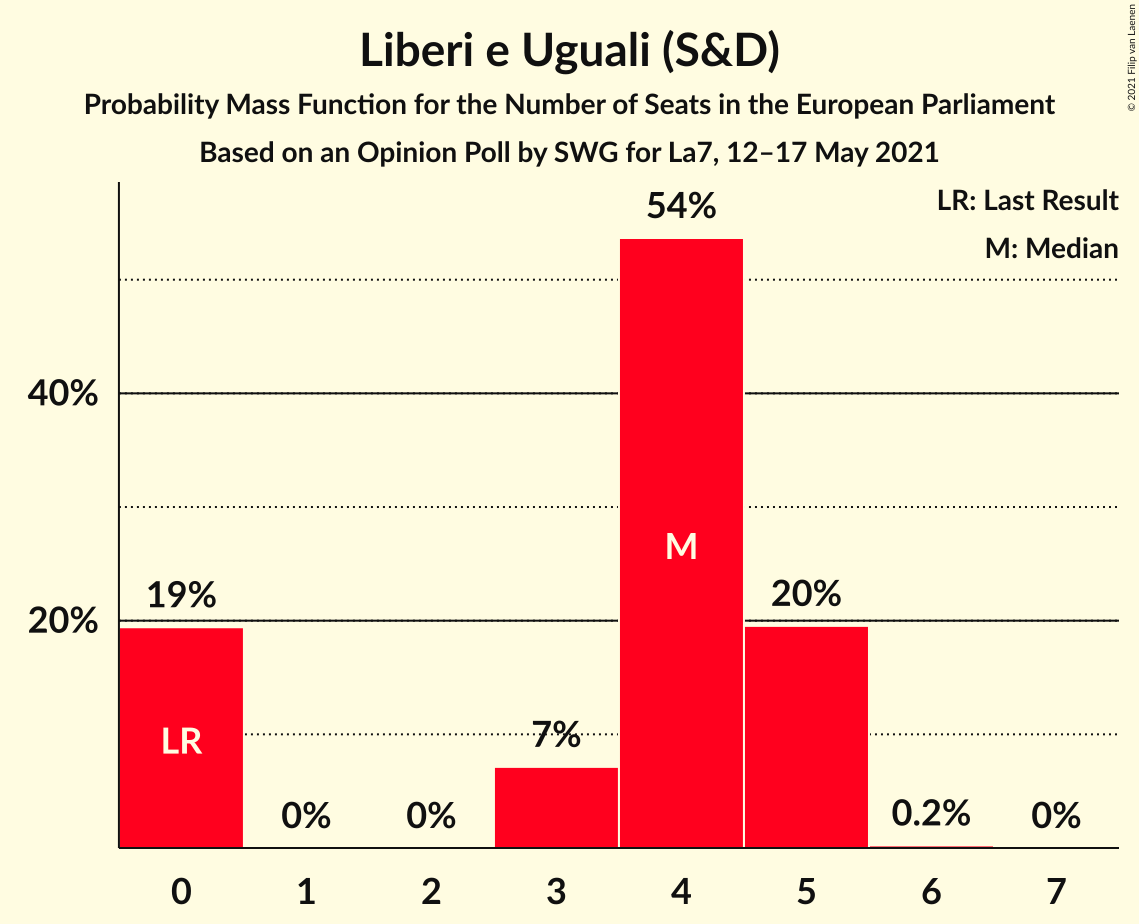 Liberi e Uguali (S&D)
Probability Mass Function for the Number of Seats in the European Parliament
Based on an Opinion Poll by SWG for La7, 12–17 May 2021
© 2021 Filip van Laenen
LR: Last Result
M: Median
54%
40%
M
19%
20%
20%
LR
7%
0%
0%
0.2%
0%
0 1 2 3 4 5 6 7